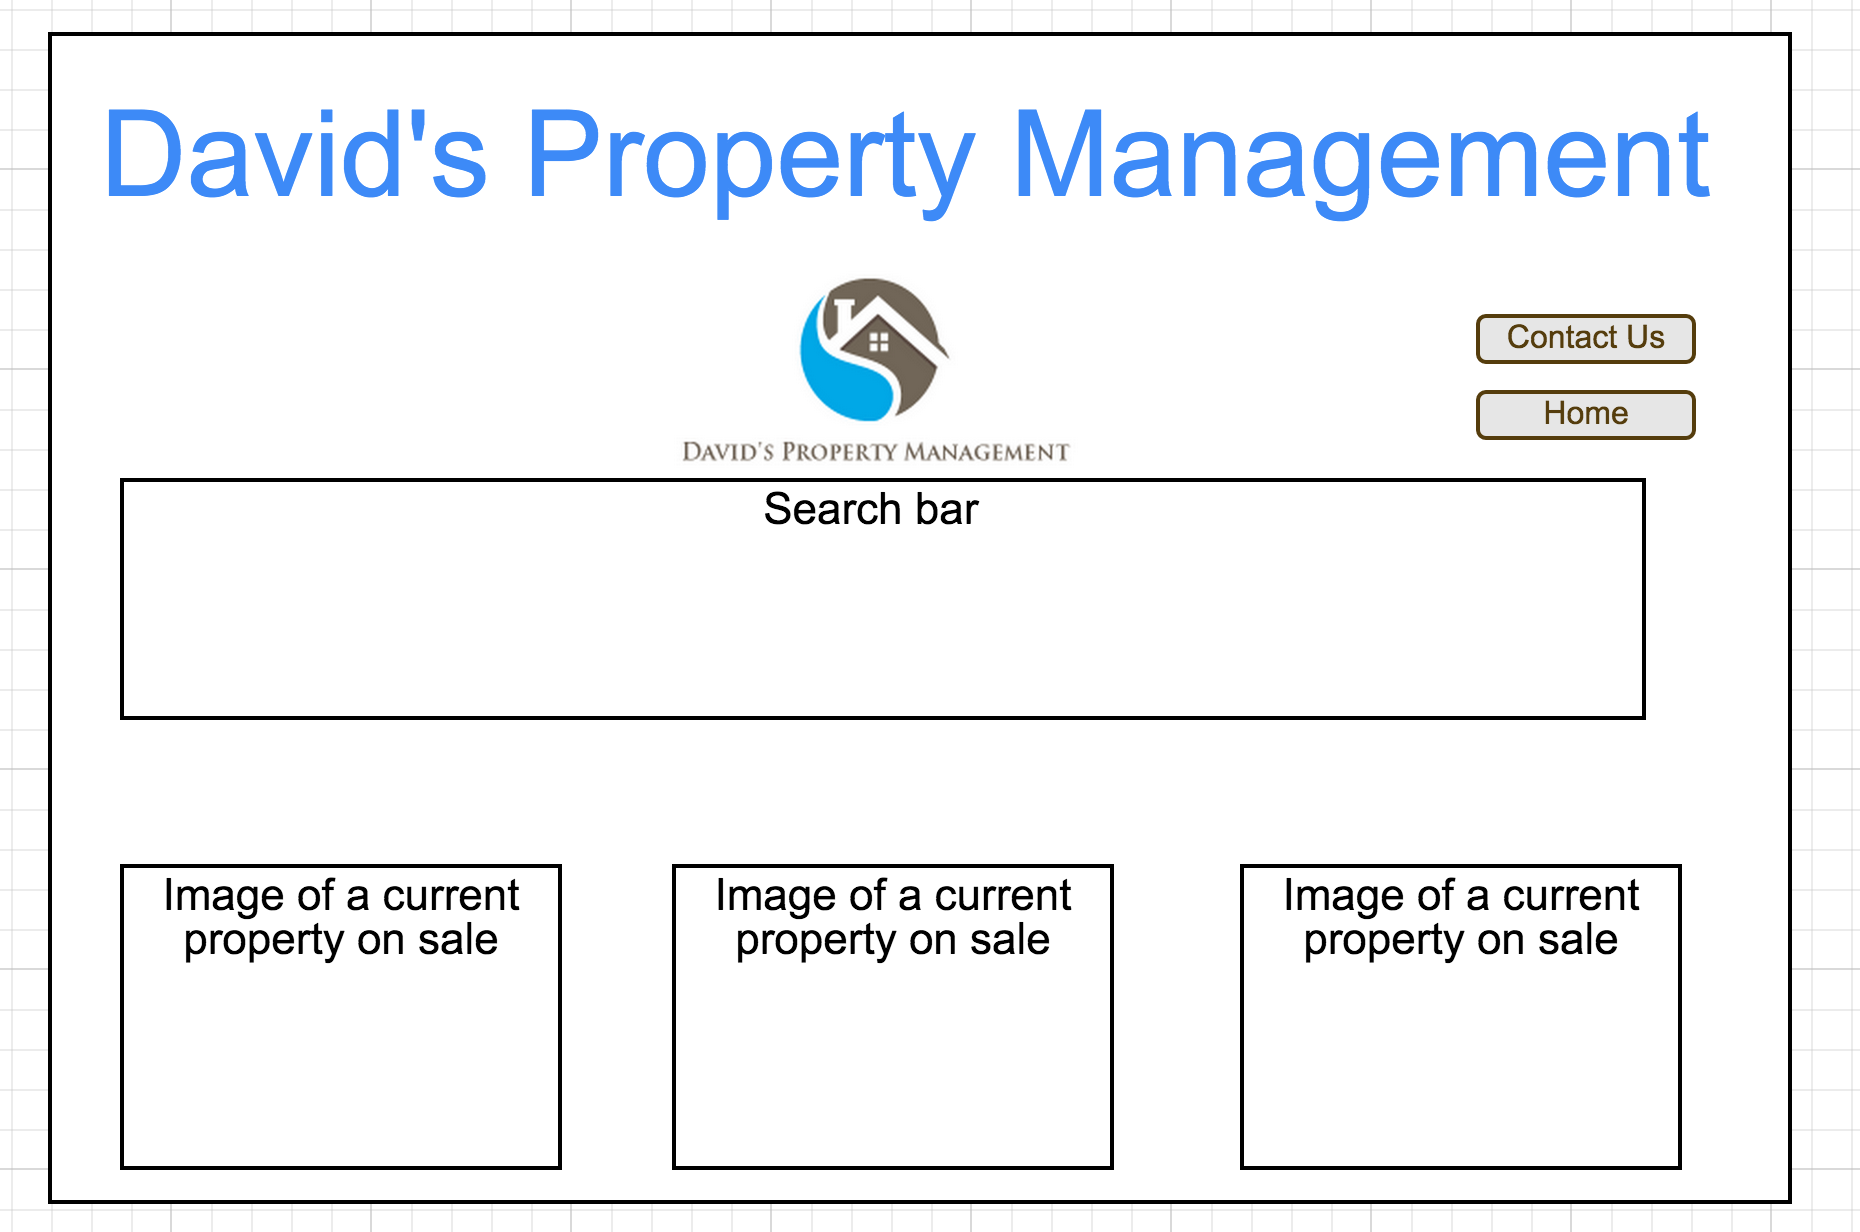 David's Property Management
DAVID'S PROPERTY MANAGEMENT
Contact Us
Home
Search bar
Image of a current
property on sale
Image of a current
property on sale
Image of a current
property on sale